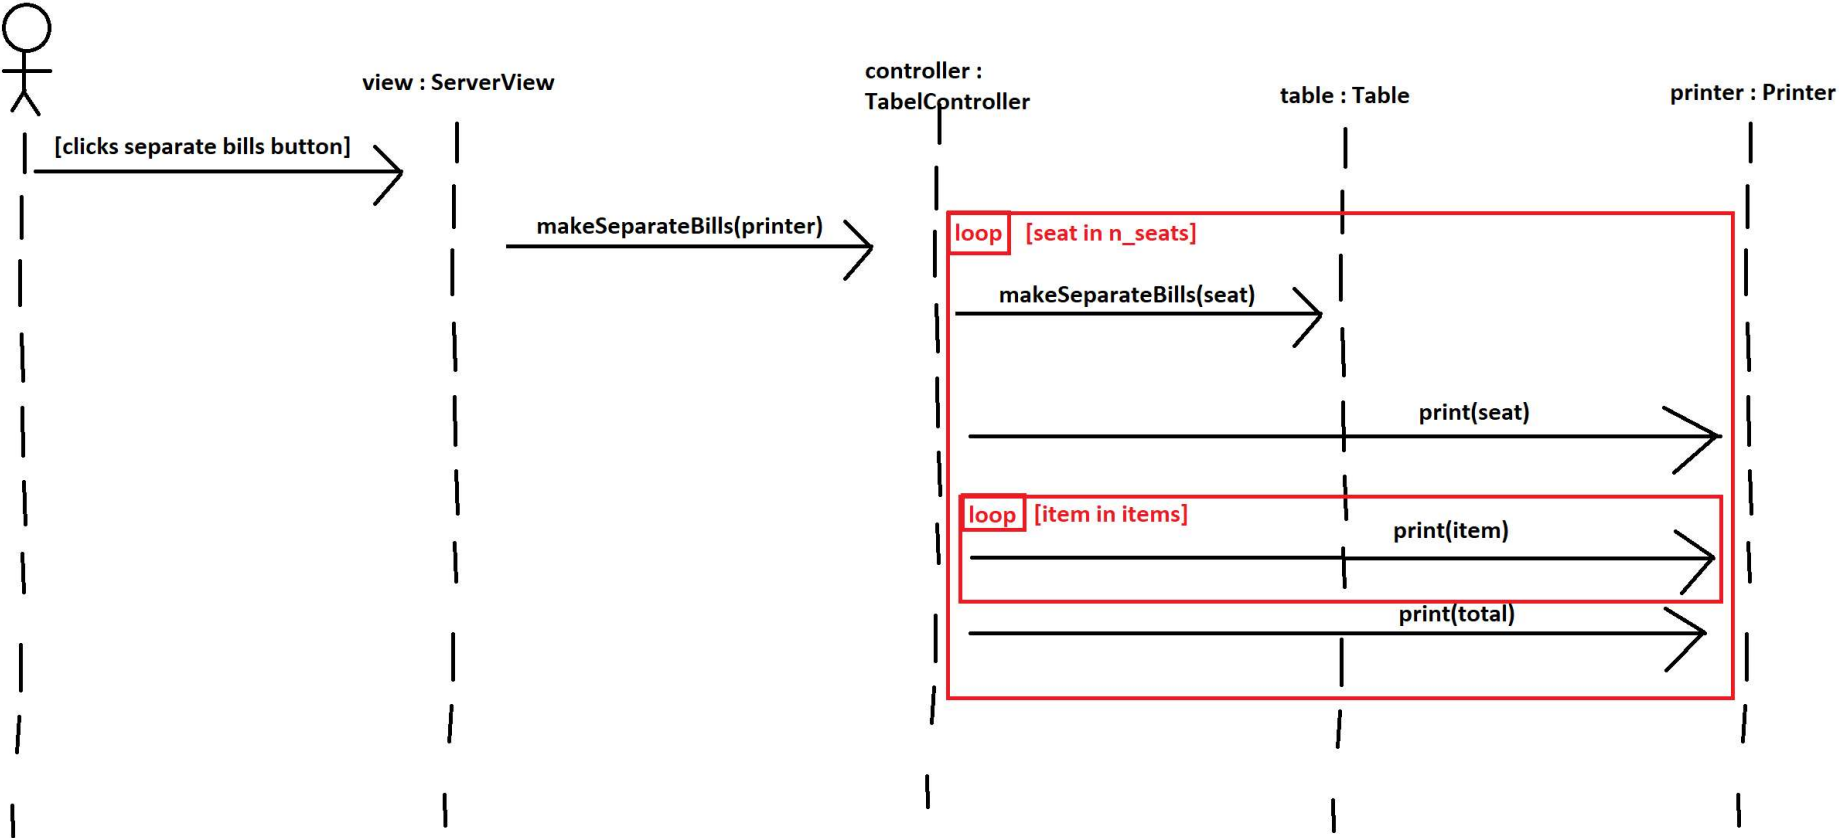 view : ServerView
controller :
TabelController
table : Table
printer : Printer
[clicks separate bills button]
makeSeparateBills(printer)
loop [seat in n_seats]
makeSeparateBills(seat)
print(seat)
loop [item in items]
print(item)
print(total)